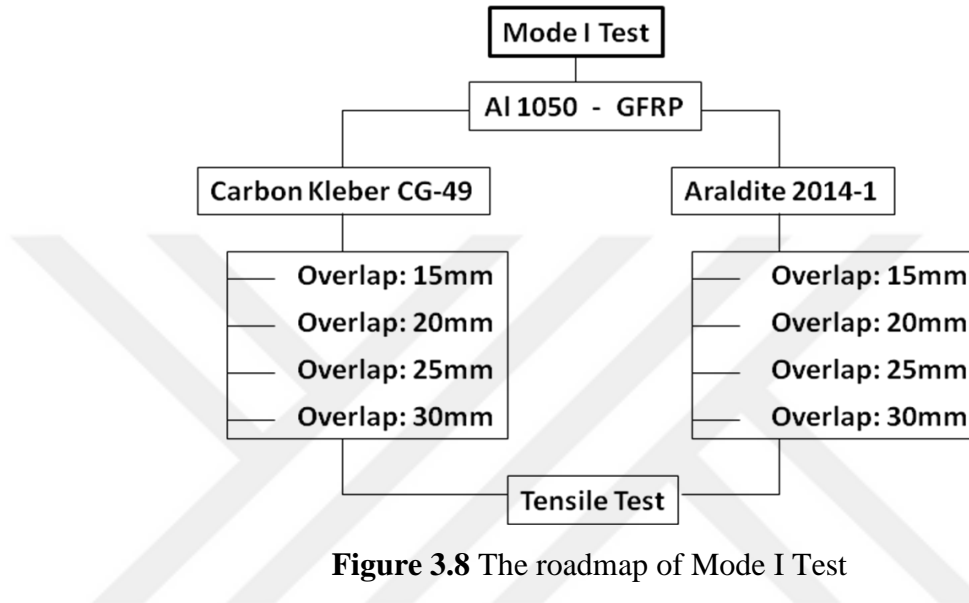 Mode I Test
Al 1050 - GFRP
Carbon Kleber CG-49
Overlap: 15mm
Overlap: 20mm
Overlap: 25mm
Overlap: 30mm
Araldite 2014-1
Overlap: 15mm
Overlap: 20mm
Overlap: 25mm
Overlap: 30mm
Tensile Test
Figure 3.8 The roadmap of Mode I Test